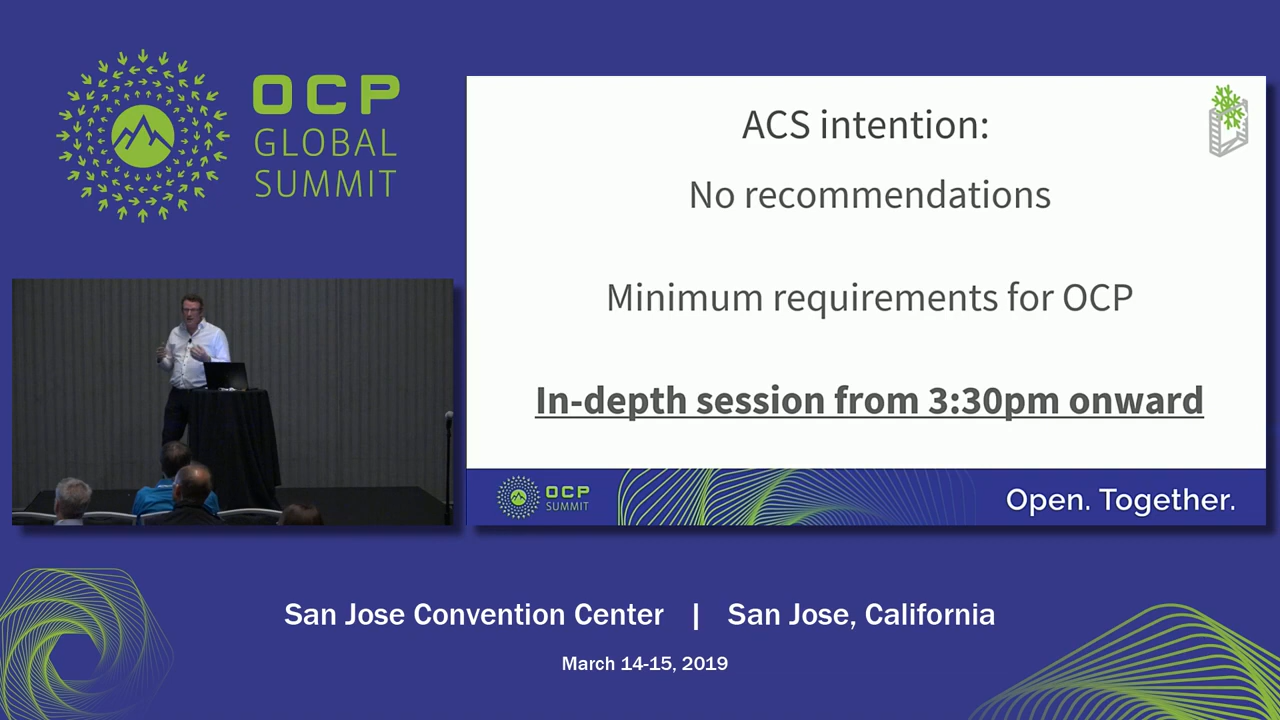 OCP
GLOBAL
SUMMIT
ACS intention:
No recommendations
Minimum requirements for OCP
In-depth session from 3:30pm onward
OCP
SUMMIT
Open. Together.
San Jose Convention Center | San Jose, California
March 14-15, 2019